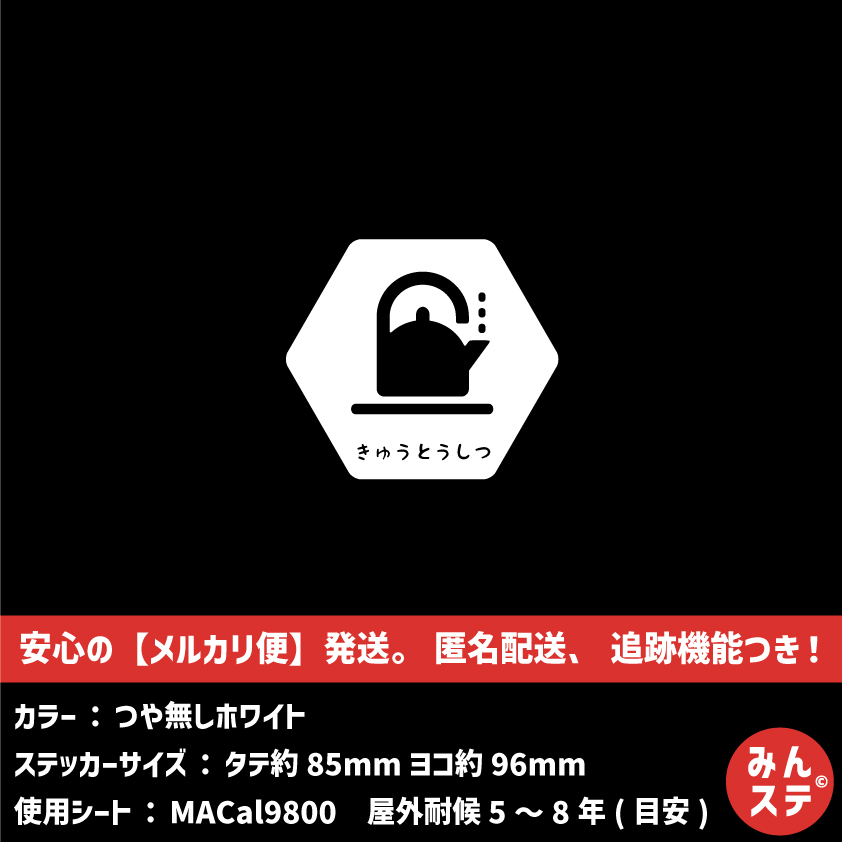 きゅうとうしつ
安心の【メルカリ便】発送。 匿名配送、 追跡機能つき!
カラー : つや無しホワイト
ステッカーサイズ : タテ約 85mm ヨコ約 96mm
使用シート : MACal9800 屋外耐候 5 ~ 8 年 ( 目安 )
みん
ステ©